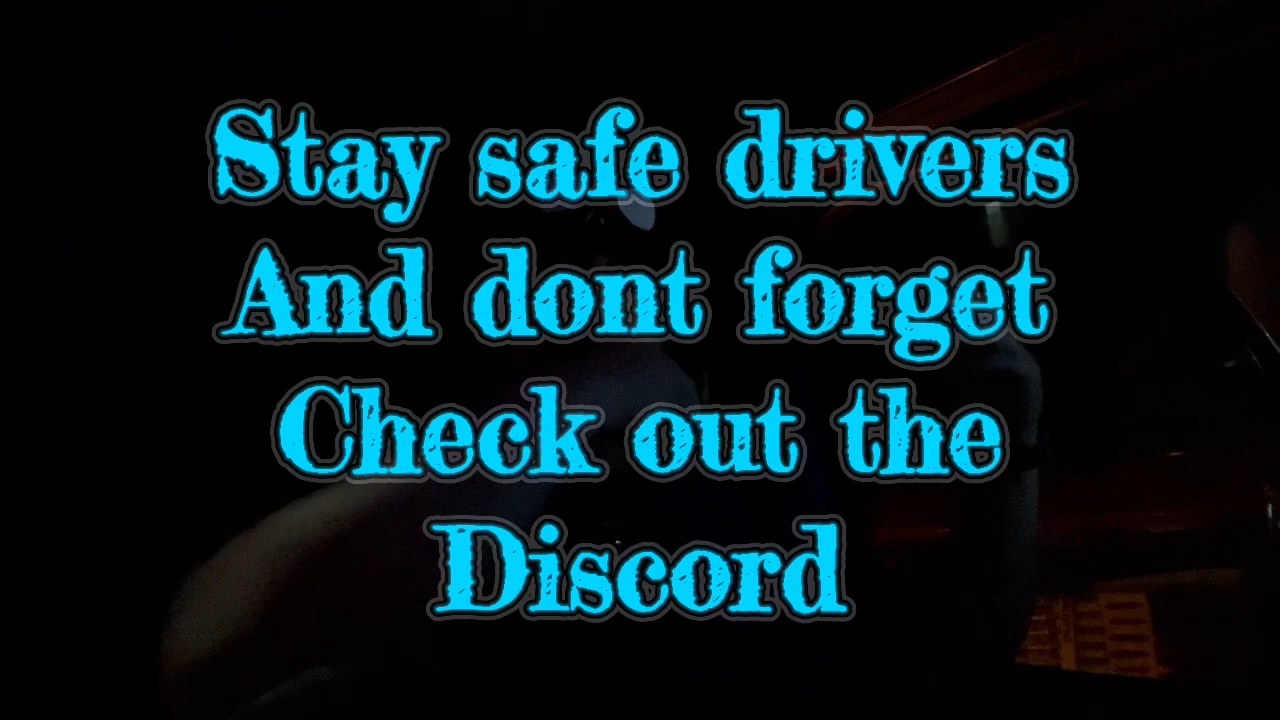 Stay safe drivers
And dont forget
Check out the
Discord